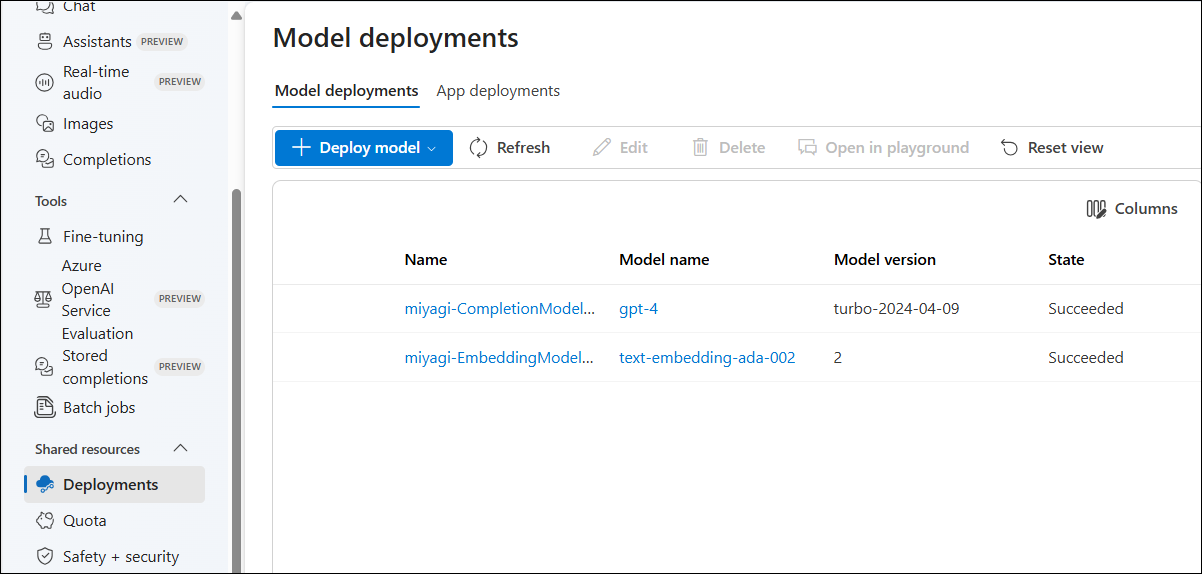 Chat
Assistants PREVIEW
Real-time
audio
PREVIEW
Images
Completions
Tools
Fine-tuning
Azure
OpenAI
Service
Evaluation
PREVIEW
Stored
completions
PREVIEW
Batch jobs
Shared resources
Deployments
Quota
Safety + security
Model deployments
Model deployments App deployments
Deploy model Refresh Edit Delete Open in playground Reset view
Columns
Name Model name Model version State
miyagi-CompletionModel... gpt-4 turbo-2024-04-09 Succeeded
miyagi-EmbeddingModel... text-embedding-ada-002 2 Succeeded